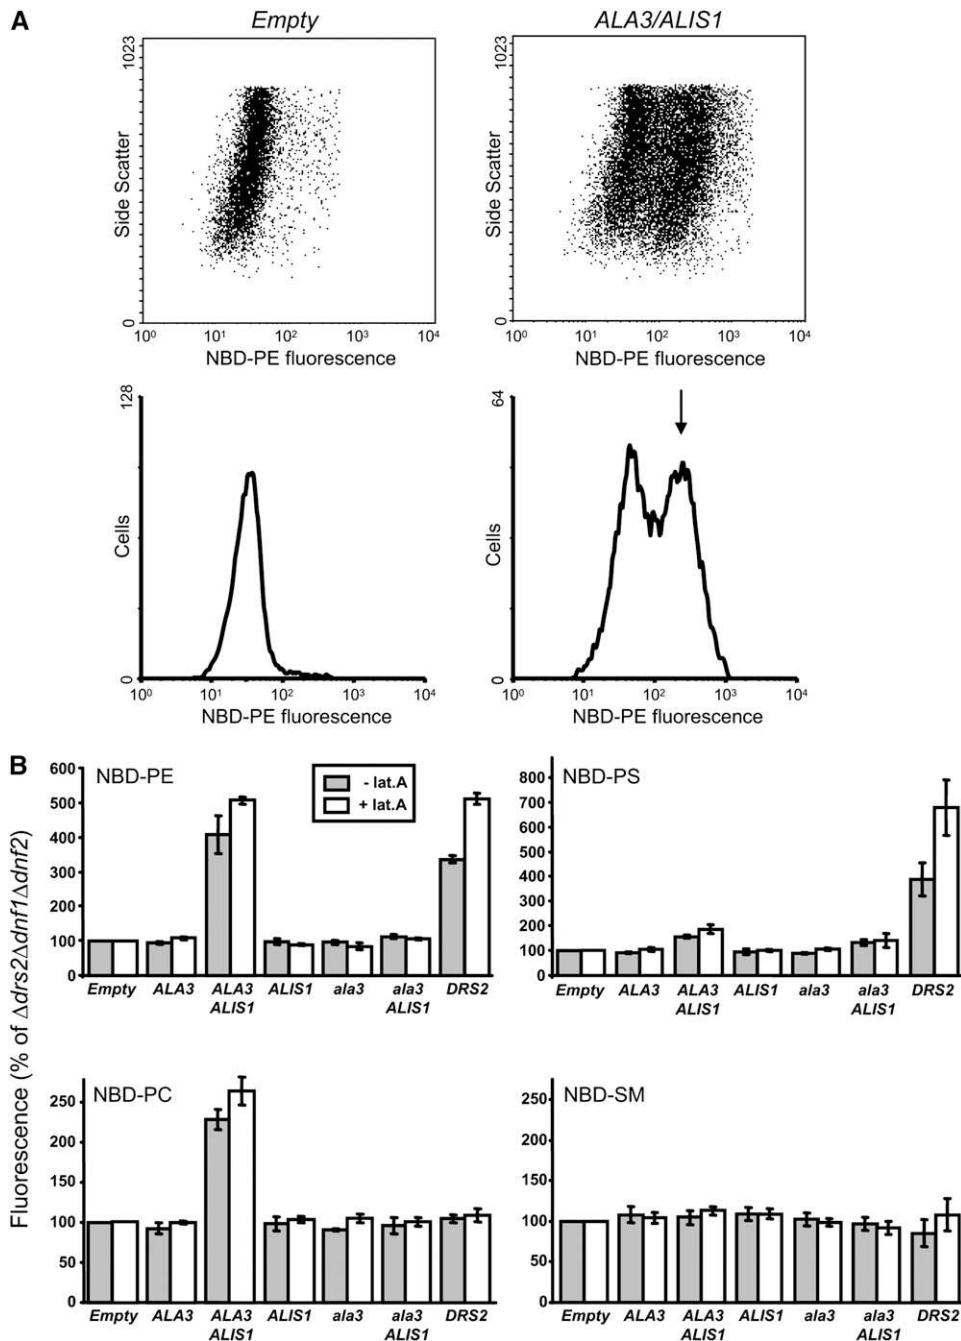 A
Empty
ALA3/ALIS1
1023
Side Scatter
0
10⁰ 10¹ 10² 10³ 10⁴
NBD-PE fluorescence
1023
Side Scatter
0
10⁰ 10¹ 10² 10³ 10⁴
NBD-PE fluorescence
128
Cells
0
10⁰ 10¹ 10² 10³ 10⁴
NBD-PE fluorescence
64
Cells
0
10⁰ 10¹ 10² 10³ 10⁴
NBD-PE fluorescence
B
Fluorescence (% of Δdrs2Δdnf1Δdnf2)
NBD-PE
- lat.A
+ lat.A
600
500
400
300
200
100
0
Empty ALA3 ALA3 ALIS1 ala3 ala3 DRS2
ALIS1 ALIS1
NBD-PS
800
700
600
500
400
300
200
100
0
Empty ALA3 ALA3 ALIS1 ala3 ala3 DRS2
ALIS1 ALIS1
NBD-PC
250
200
150
100
50
0
Empty ALA3 ALA3 ALIS1 ala3 ala3 DRS2
ALIS1 ALIS1
NBD-SM
250
200
150
100
50
0
Empty ALA3 ALA3 ALIS1 ala3 ala3 DRS2
ALIS1 ALIS1